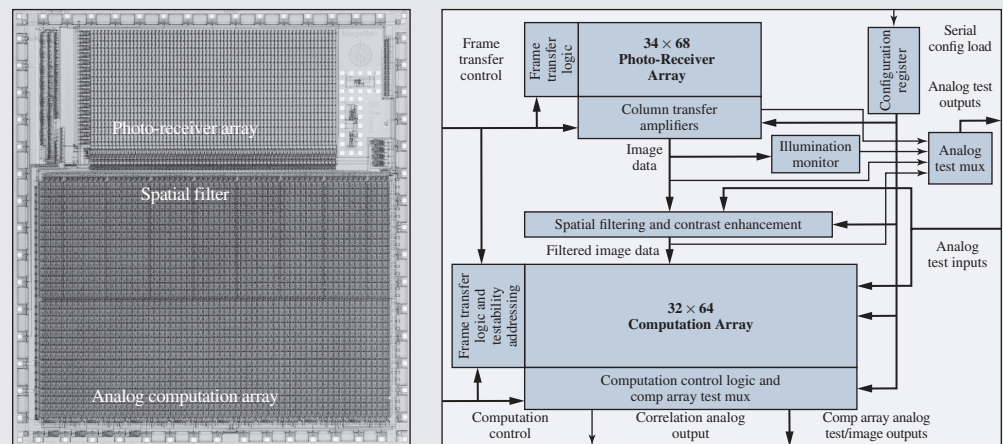 Photo-receiver array
Spatial filter
Analog computation array
Frame
transfer
control
Frame
transfer
logic
34 × 68
Photo-Receiver
Array
Configuration
register
Serial
config load
Analog test
outputs
Column transfer
amplifiers
Image
data
Illumination
monitor
Analog
test mux
Spatial filtering and contrast enhancement
Filtered image data
Analog
test inputs
Frame transfer
logic and
testability
addressing
32 × 64
Computation Array
Computation control logic and
comp array test mux
Computation
control
Correlation analog
output
Comp array analog
test/image outputs